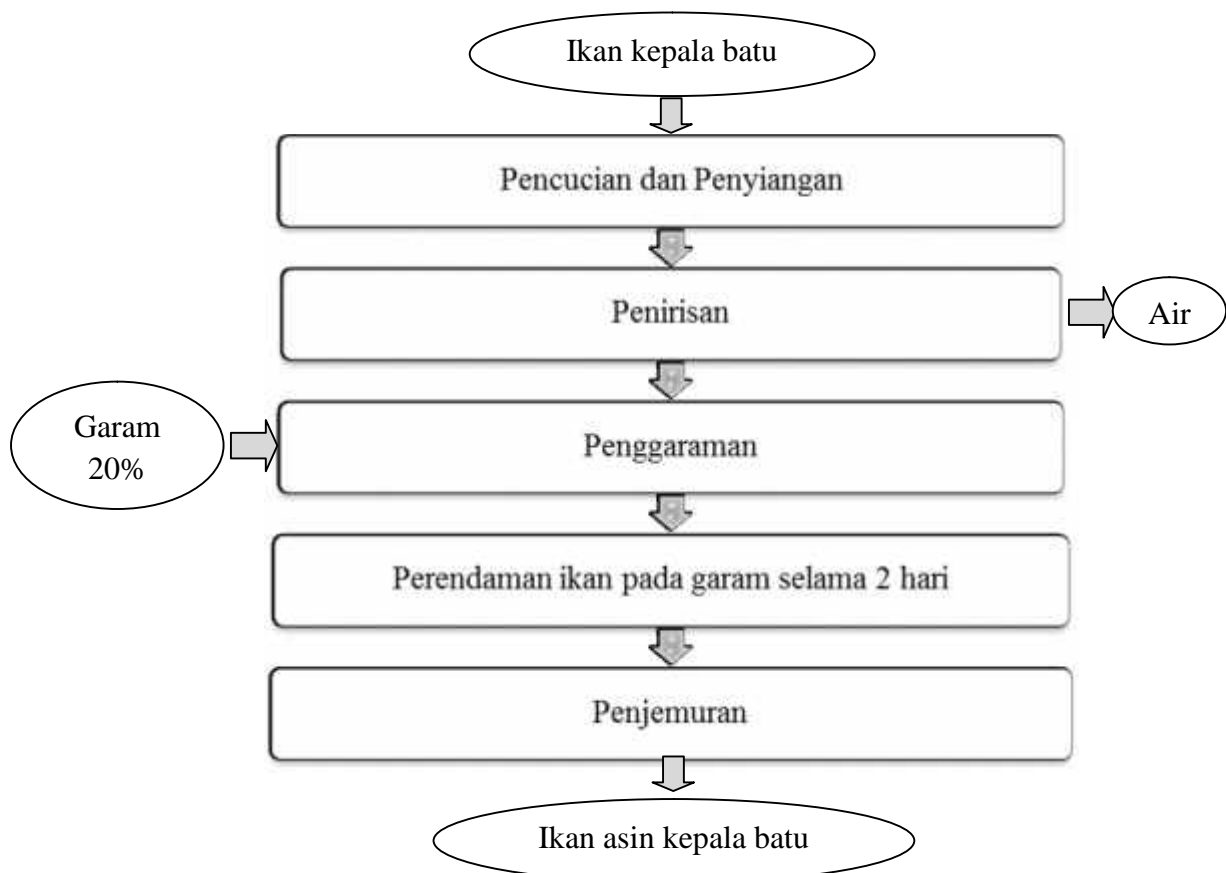 Ikan kepala batu
Pencucian dan Penyiangan
Penirisan
Air
Garam
20%
Penggaraman
Perendaman ikan pada garam selama 2 hari
Penjemuran
Ikan asin kepala batu